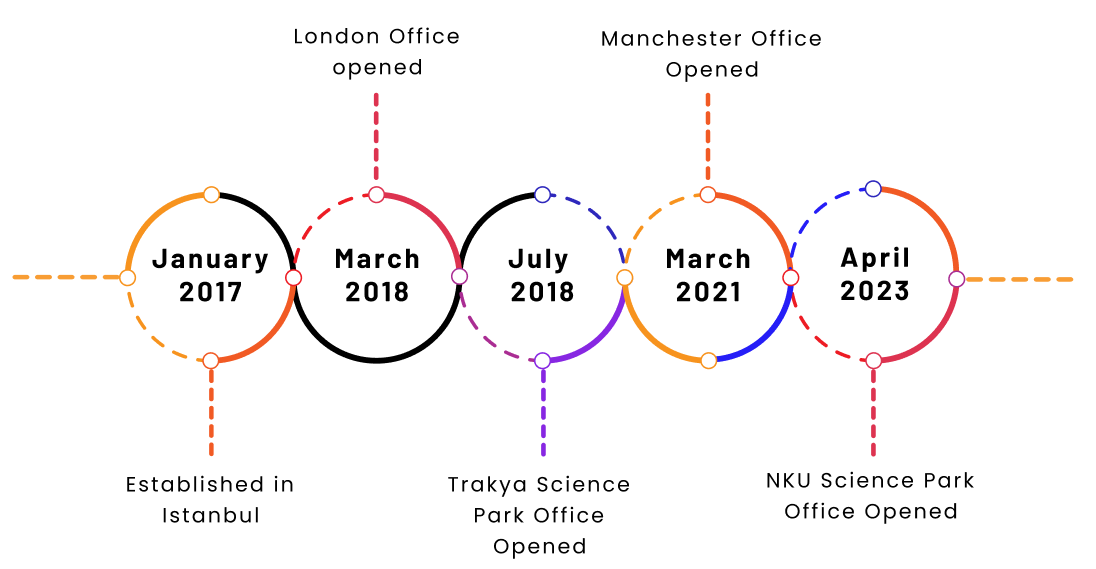 London Office
opened
Manchester Office
Opened
January
2017
March
2018
July
2018
March
2021
April
2023
Established in
Istanbul
Trakya Science
Park Office
Opened
NKU Science Park
Office Opened